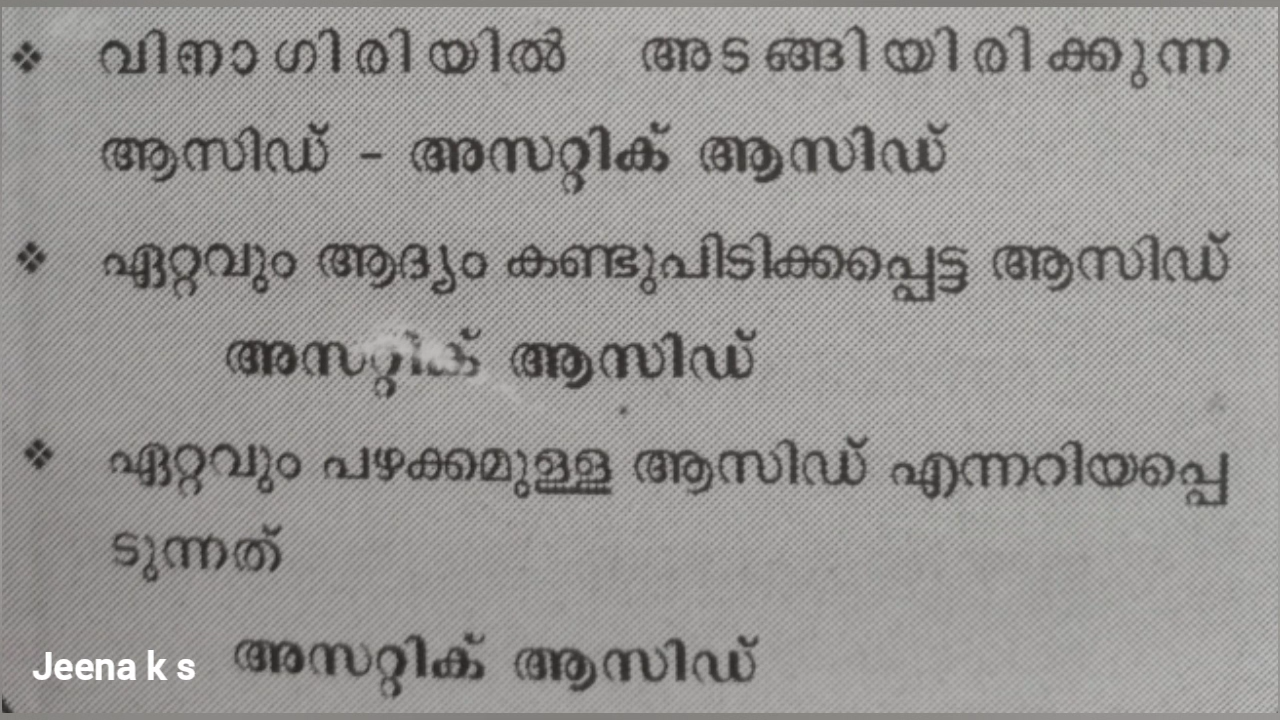 ❖ വിനാഗിരിയിൽ അടങ്ങിയിരിക്കുന്ന
ആസിഡ് - അസറ്റിക് ആസിഡ്
❖ ഏറ്റവും ആദ്യം കണ്ടുപിടിക്കപ്പെട്ട ആസിഡ്
അസറ്റിക് ആസിഡ്
❖ ഏറ്റവും പഴക്കമുള്ള ആസിഡ് എന്നറിയപ്പെ
ടുന്നത്
അസറ്റിക് ആസിഡ്
Jeena k s